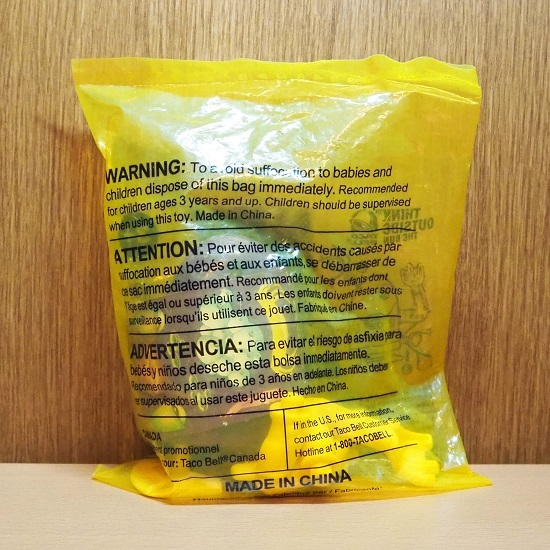 WARNING: To avoid suffocation to babies and
children dispose of this bag immediately. Recommended
for children ages 3 years and up. Children should be supervised
when using this toy. Made in China.
THINK
OUTSIDE
THE BUN
ATTENTION: Pour éviter des accidents causés par
suffocation aux bébés et aux enfants, se débarrasser de
ce sac immédiatement. Recommandé pour les enfants dont
l'âge est égal ou supérieur à 3 ans. Les enfants doivent rester sous
surveillance lorsqu'ils utilisent ce jouet. Fabriqué en Chine.
ADVERTENCIA: Para evitar el riesgo de asfixia para
bebés y niños deseche esta bolsa inmediatamente.
Recomendado para niños de 3 años en adelante. Los niños deben
ser supervisados al usar este juguete. Hecho en China.
promotionnel
our: Taco Bell® Canada
If in the U.S., for more information,
contact our Taco Bell Customer Service
Hotline at 1-800-TACOBELL
MADE IN CHINA